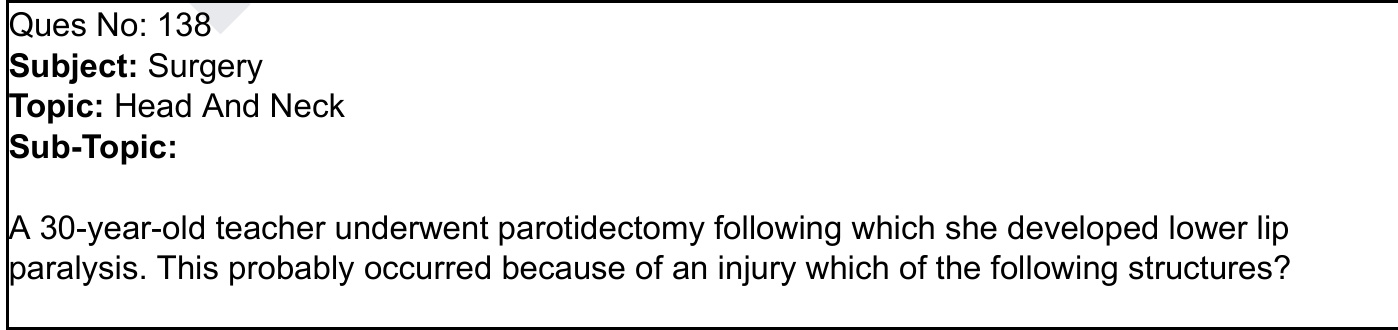 Ques No: 138
Subject: Surgery
Topic: Head And Neck
Sub-Topic:
A 30-year-old teacher underwent parotidectomy following which she developed lower lip
paralysis. This probably occurred because of an injury which of the following structures?